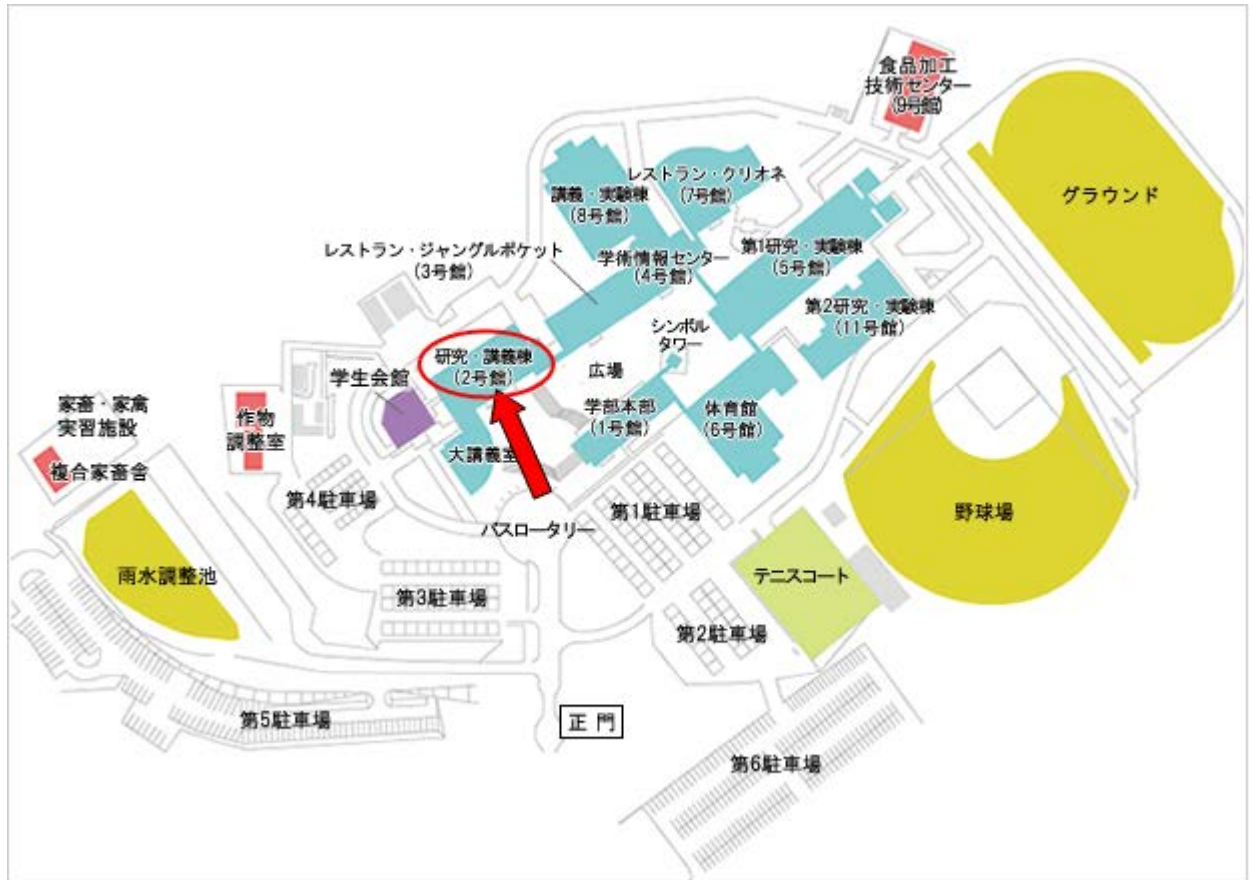 食品加工
技術センター
(9号館)
グラウンド
レストラン・クリオネ
(7号館)
講義・実験棟
(8号館)
レストラン・ジャングルポケット
(3号館)
学術情報センター
(4号館)
第1研究・実験棟
(5号館)
第2研究・実験棟
(11号館)
シンボル
タワー
研究・講義棟
(2号館)
広場
学生会館
学部本部
(1号館)
体育館
(6号館)
家畜・家禽
実習施設
作物
調整室
複合家畜舎
大講義室
第4駐車場
バスロータリー
第1駐車場
野球場
雨水調整池
第3駐車場
テニスコート
第2駐車場
第5駐車場
正門
第6駐車場